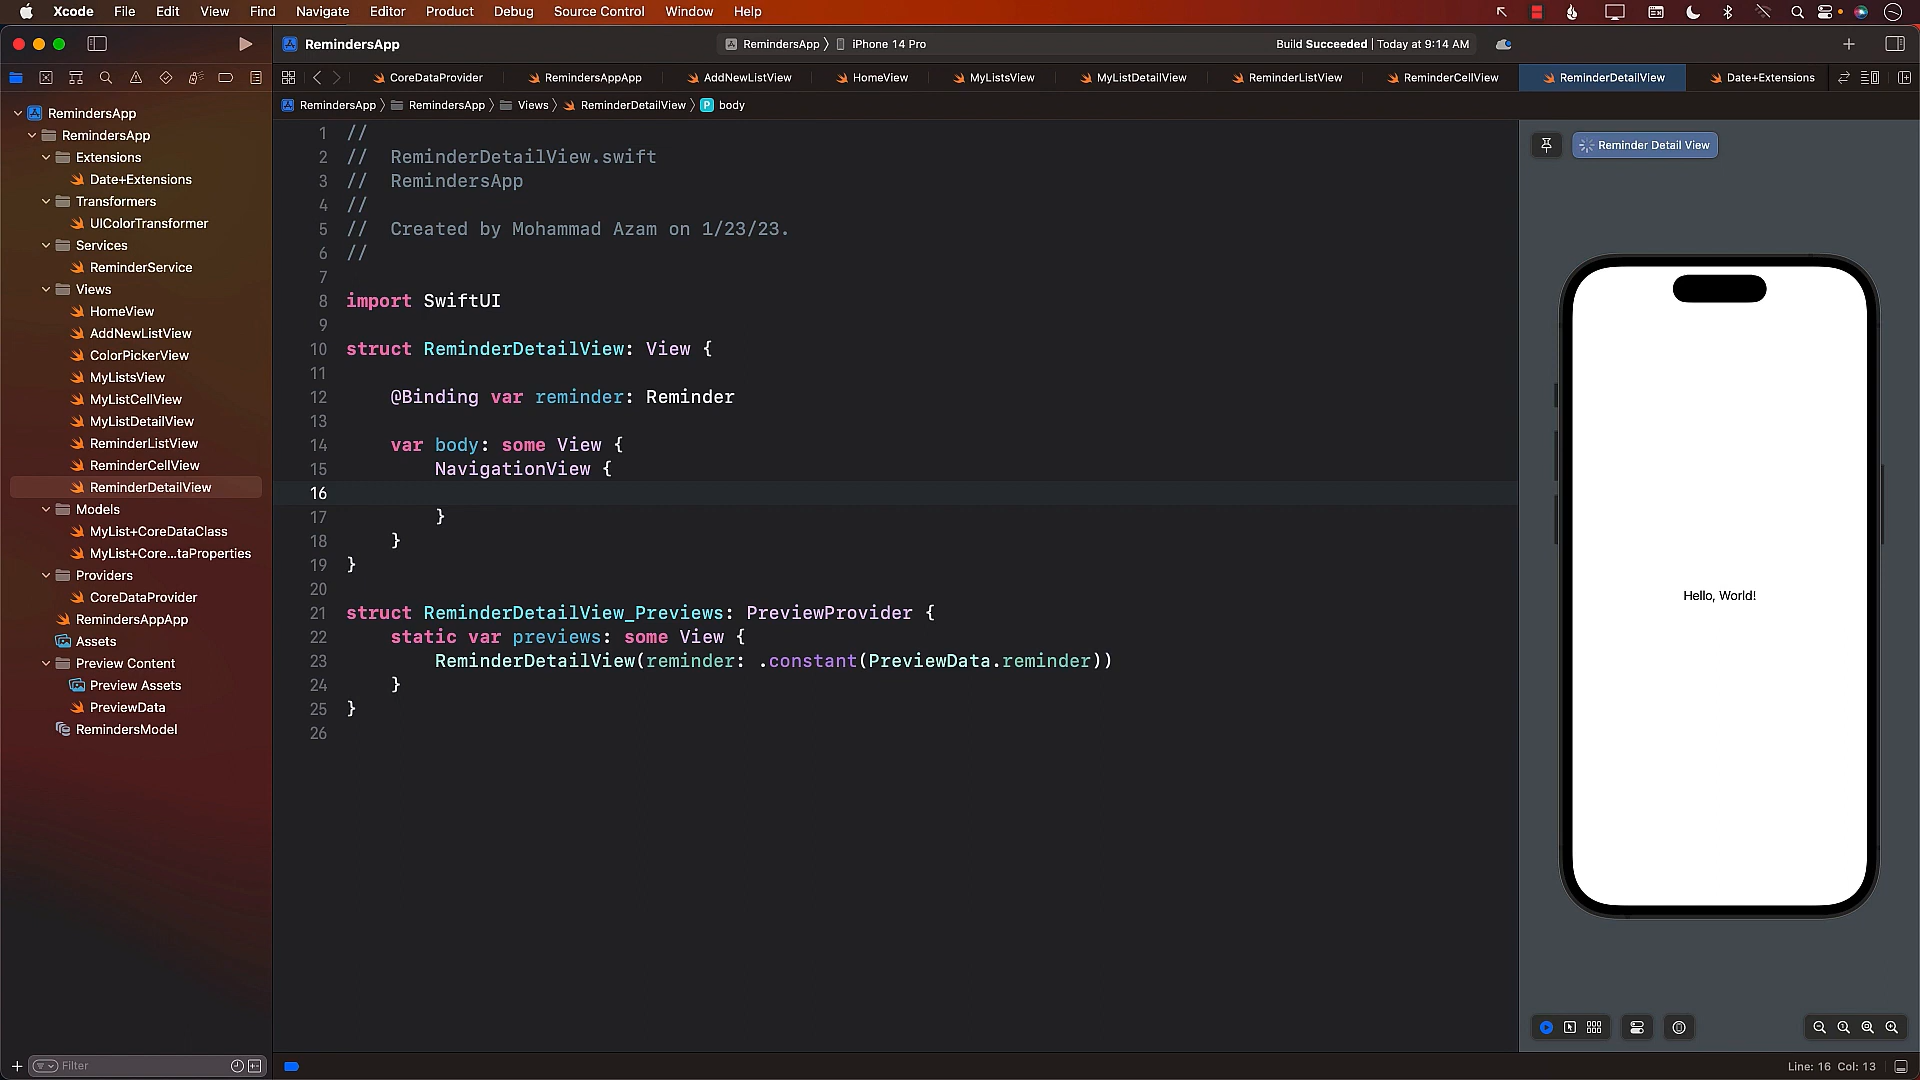 Xcode File Edit View Find Navigate Editor Product Debug Source Control Window Help
RemindersApp
RemindersApp iPhone 14 Pro
Build Succeeded | Today at 9:14 AM
CoreDataProvider RemindersAppApp AddNewListView HomeView MyListsView MyListDetailView ReminderListView ReminderCellView ReminderDetailView Date+Extensions
RemindersApp RemindersApp Views ReminderDetailView P body
RemindersApp
RemindersApp
Extensions
Date+Extensions
Transformers
UIColorTransformer
Services
ReminderService
Views
HomeView
AddNewListView
ColorPickerView
MyListsView
MyListCellView
MyListDetailView
ReminderListView
ReminderCellView
ReminderDetailView
Models
MyList+CoreDataClass
MyList+Core...taProperties
Providers
CoreDataProvider
RemindersAppApp
Assets
Preview Content
Preview Assets
PreviewData
RemindersModel
Filter
1 //
2 //  ReminderDetailView.swift
3 //  RemindersApp
4 //
5 //  Created by Mohammad Azam on 1/23/23.
6 //
7
8 import SwiftUI
9
10 struct ReminderDetailView: View {
11
12     @Binding var reminder: Reminder
13
14     var body: some View {
15         NavigationView {
16
17         }
18     }
19 }
20
21 struct ReminderDetailView_Previews: PreviewProvider {
22     static var previews: some View {
23         ReminderDetailView(reminder: .constant(PreviewData.reminder))
24     }
25 }
26
Reminder Detail View
Hello, World!
Line: 16 Col: 13